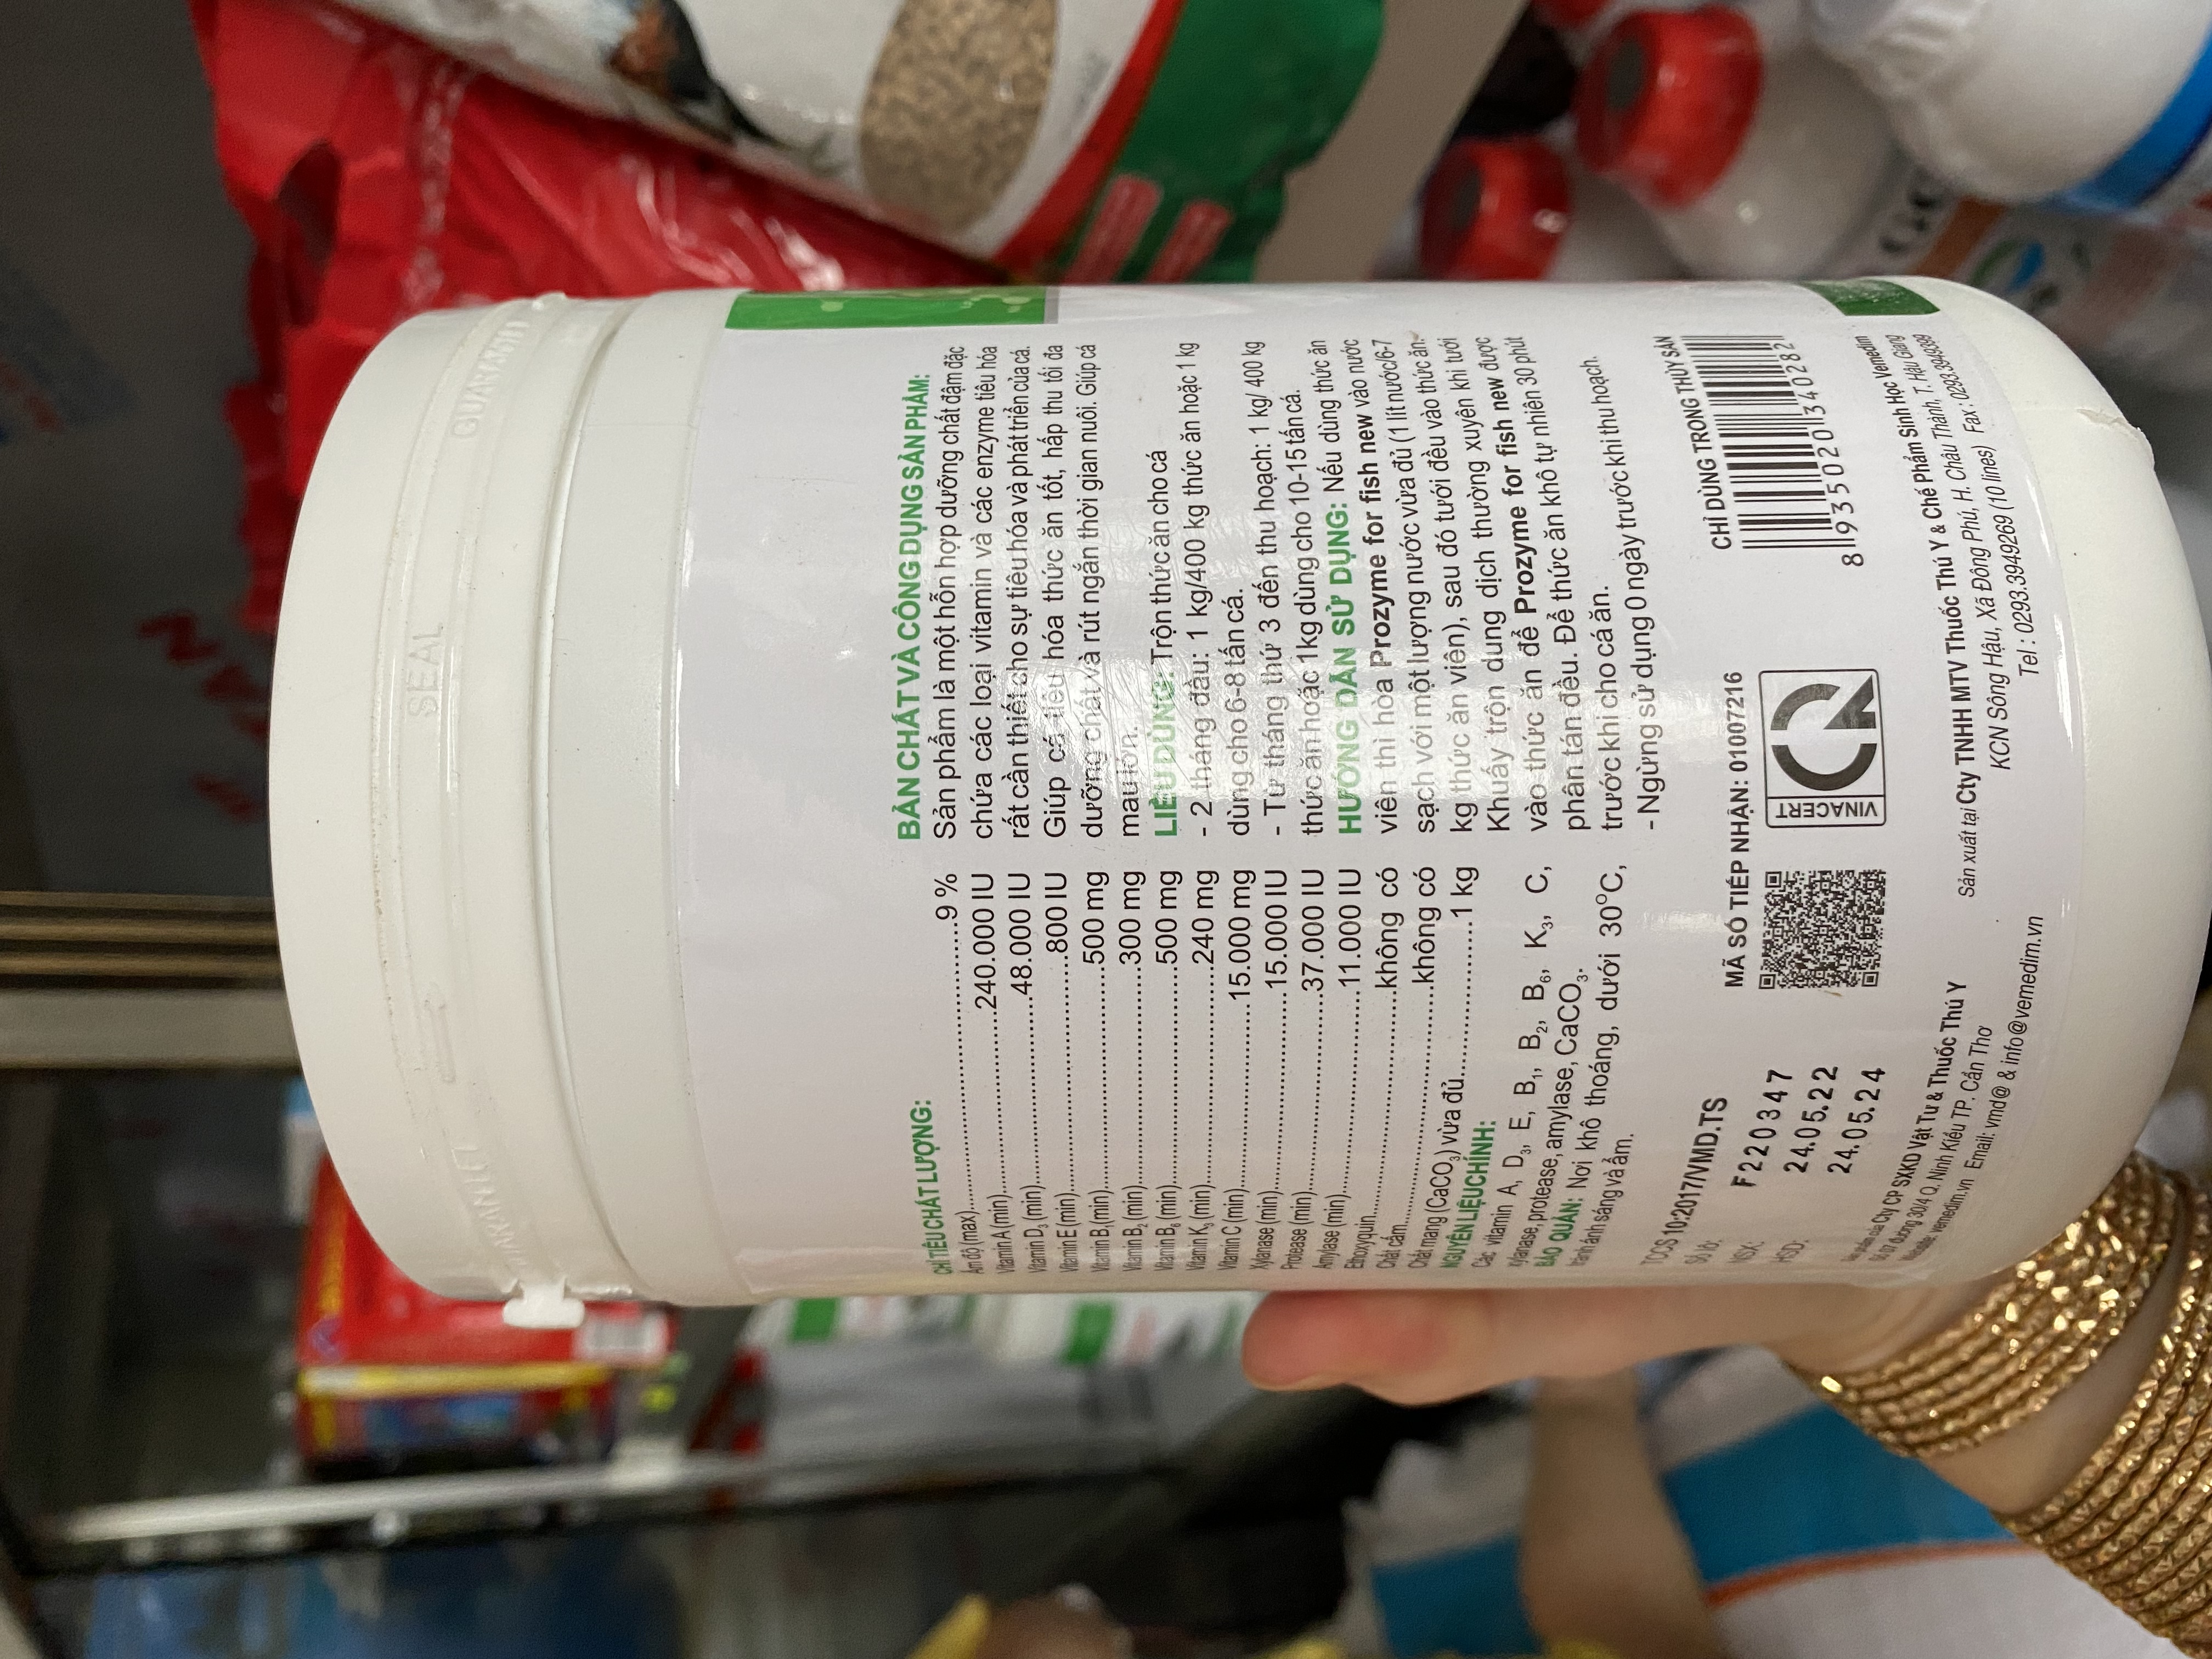 GUARANTEED
SEAL
GUARANTEED
CHỈ TIÊU CHẤT LƯỢNG:
Ẩm độ (max)..........9 %
Vitamin A (min)..........240.000 IU
Vitamin D₃ (min)..........48.000 IU
Vitamin E (min)..........800 IU
Vitamin B₁(min)..........500 mg
Vitamin B₂ (min)..........300 mg
Vitamin B₆ (min)..........500 mg
Vitamin K₃ (min)..........240 mg
Vitamin C (min)..........15.000 mg
Xylanase (min)..........15.000 IU
Protease (min)..........37.000 IU
Amylase (min)..........11.000 IU
Ethoxyquin..........không có
Chất cấm..........không có
Chất mang (CaCO₃) vừa đủ..........1 kg
NGUYÊN LIỆU CHÍNH:
Các vitamin A, D₃, E, B₁, B₂, B₆, K₃, C,
Xylanase, protease, amylase, CaCO₃.
BẢO QUẢN: Nơi khô thoáng, dưới 30°C,
tránh ánh sáng và ẩm.
BẢN CHẤT VÀ CÔNG DỤNG SẢN PHẨM:
Sản phẩm là một hỗn hợp dưỡng chất đậm đặc
chứa các loại vitamin và các enzyme tiêu hóa
rất cần thiết cho sự tiêu hóa và phát triển của cá.
Giúp cá tiêu hóa thức ăn tốt, hấp thu tối đa
dưỡng chất và rút ngắn thời gian nuôi. Giúp cá
mau lớn.
LIỀU DÙNG: Trộn thức ăn cho cá
- 2 tháng đầu: 1 kg/400 kg thức ăn hoặc 1 kg
dùng cho 6-8 tấn cá.
- Từ tháng thứ 3 đến thu hoạch: 1 kg/ 400 kg
thức ăn hoặc 1kg dùng cho 10-15 tấn cá.
HƯỚNG DẪN SỬ DỤNG: Nếu dùng thức ăn
viên thì hòa Prozyme for fish new vào nước
sạch với một lượng nước vừa đủ (1 lít nước/6-7
kg thức ăn viên), sau đó tưới đều vào thức ăn.
Khuấy trộn dung dịch thường xuyên khi tưới
vào thức ăn để Prozyme for fish new được
phân tán đều. Để thức ăn khô tự nhiên 30 phút
trước khi cho cá ăn.
- Ngừng sử dụng 0 ngày trước khi thu hoạch.
TCCS 10:2017/VMD.TS
Số lô: F220347
NSX: 24.05.22
HSD: 24.05.24
MÃ SỐ TIẾP NHẬN: 01007216
VINACERT
CHỈ DÙNG TRONG THỦY SẢN
8 935020 340282
Cty CP SXKD Vật Tư & Thuốc Thú Y
Số 07 đường 30/4 Q. Ninh Kiều TP. Cần Thơ
Website: vemedim.vn Email: vmd@ & info@vemedim.vn
Sản xuất tại Cty TNHH MTV Thuốc Thú Y & Chế Phẩm Sinh Học Vemedim
KCN Sông Hậu, Xã Đông Phú, H. Châu Thành, T. Hậu Giang
Tel : 0293.3949269 (10 lines) Fax : 0293.3949369